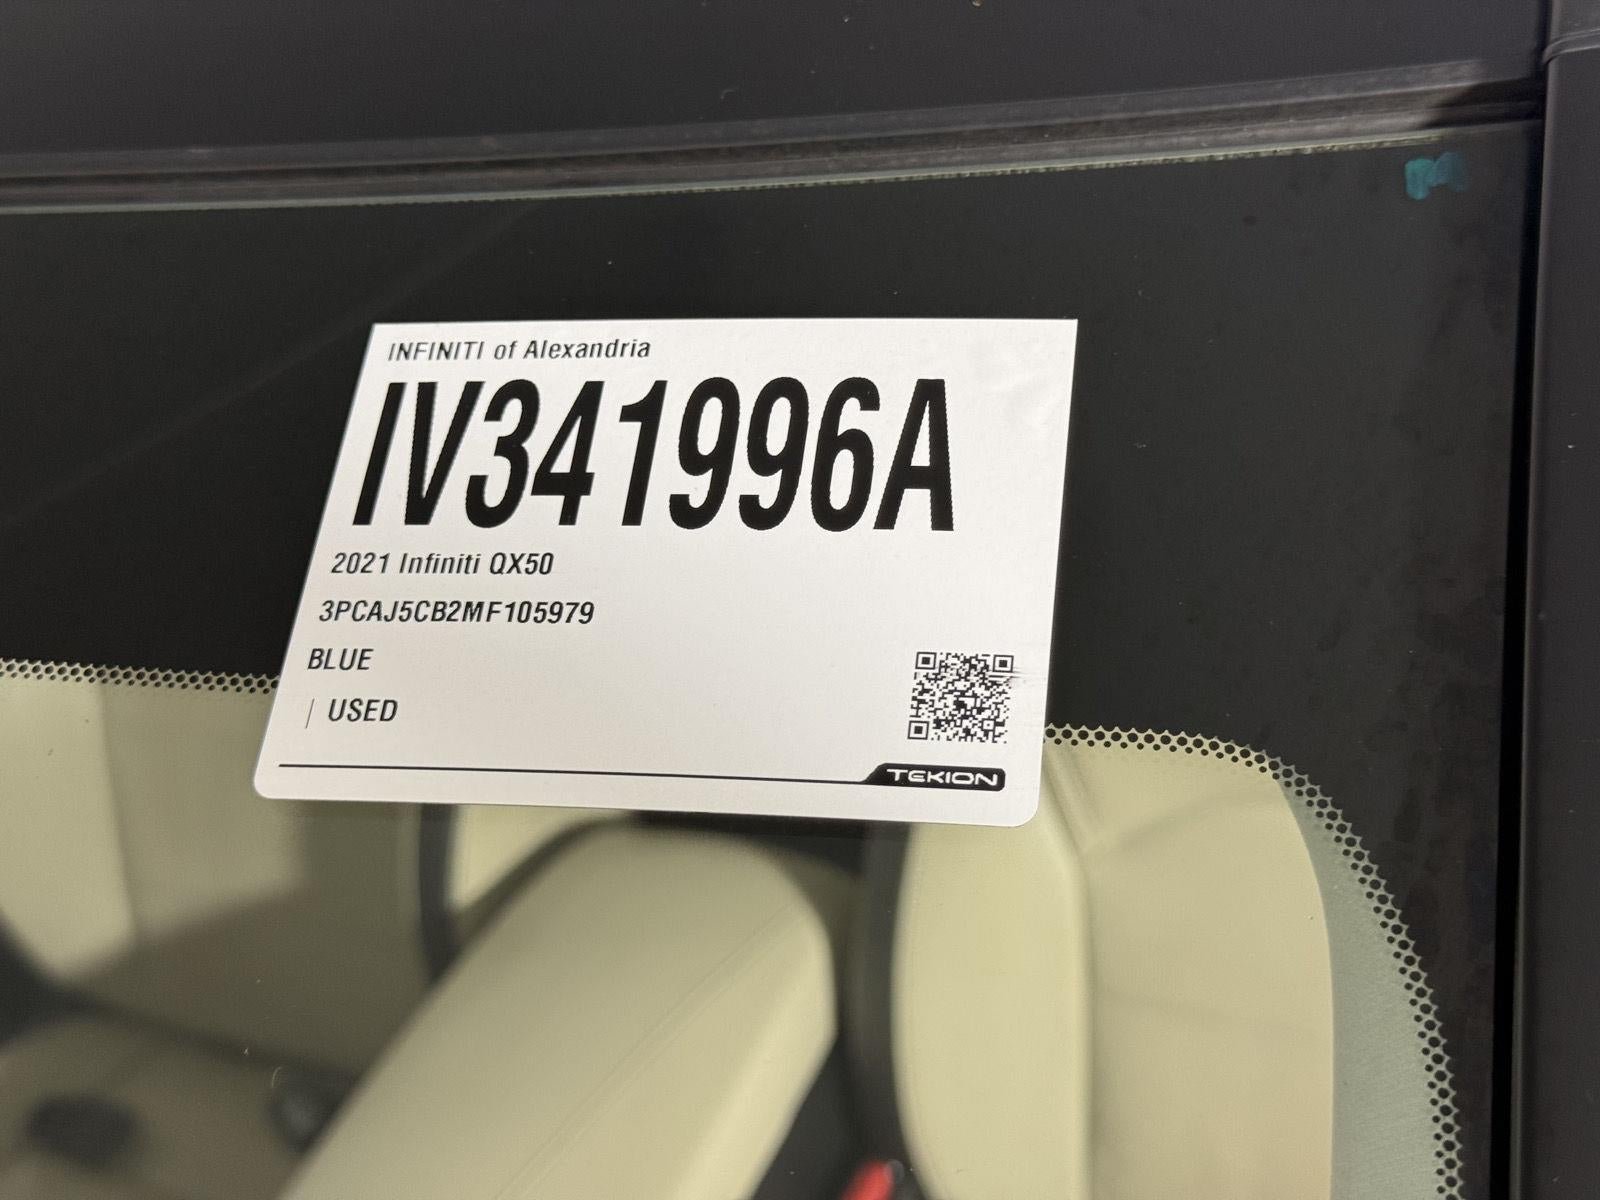 INFINITI of Alexandria
IV341996A
2021 Infiniti QX50
3PCAJ5CB2MF105979
BLUE
| USED
TEKION